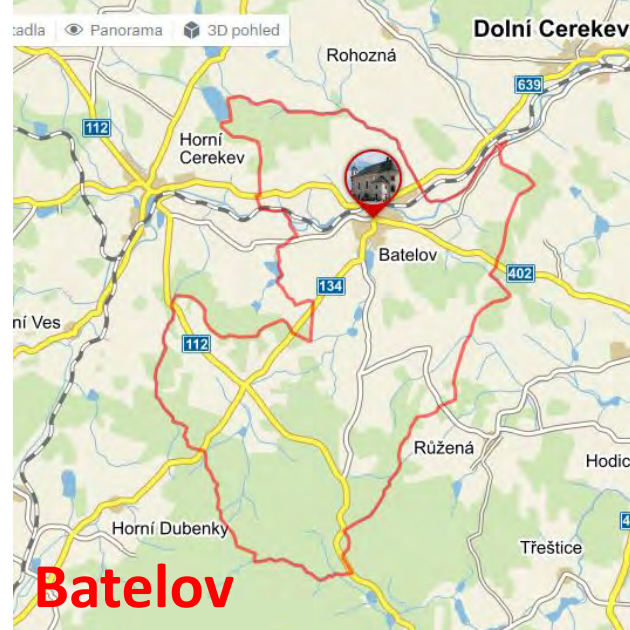 Panorama
3D pohled
Dolní Cerekev
Rohozná
639
112
Horní
Cerekev
Batelov
402
134
ní Ves
112
Růžená
Hodic
Horní Dubenky
Třeštice
4
Batelov